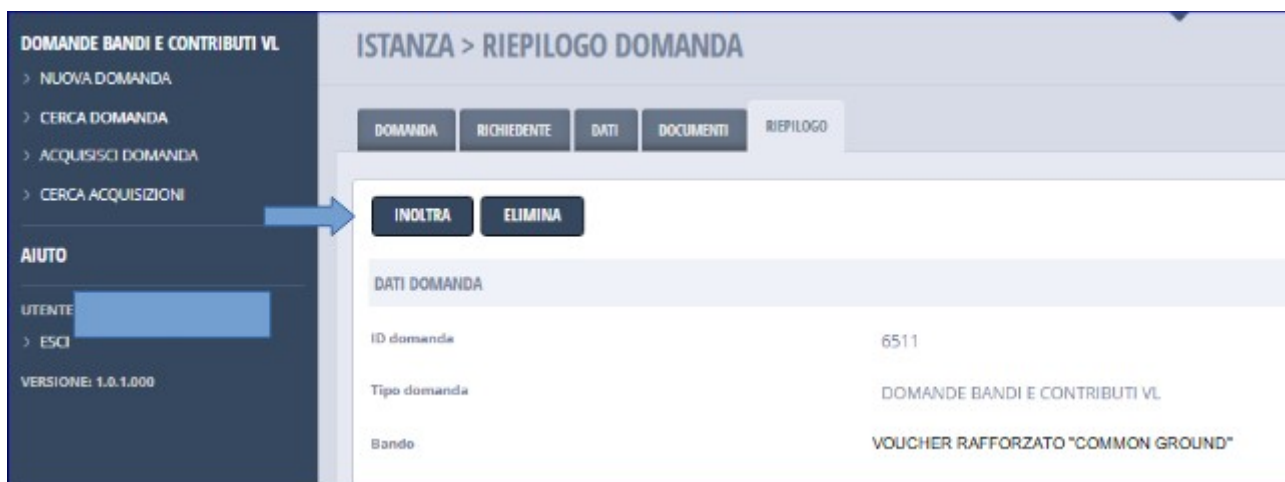 DOMANDE BANDI E CONTRIBUTI VL
> NUOVA DOMANDA
> CERCA DOMANDA
> ACQUISISCI DOMANDA
> CERCA ACQUISIZIONI
AIUTO
UTENTE
> ESCI
VERSIONE: 1.0.1.000
ISTANZA > RIEPILOGO DOMANDA
DOMANDA RICHIEDENTE DATI DOCUMENTI RIEPILOGO
INOLTRA ELIMINA
DATI DOMANDA
ID domanda 6511
Tipo domanda DOMANDE BANDI E CONTRIBUTI VL
Bando VOUCHER RAFFORZATO "COMMON GROUND"